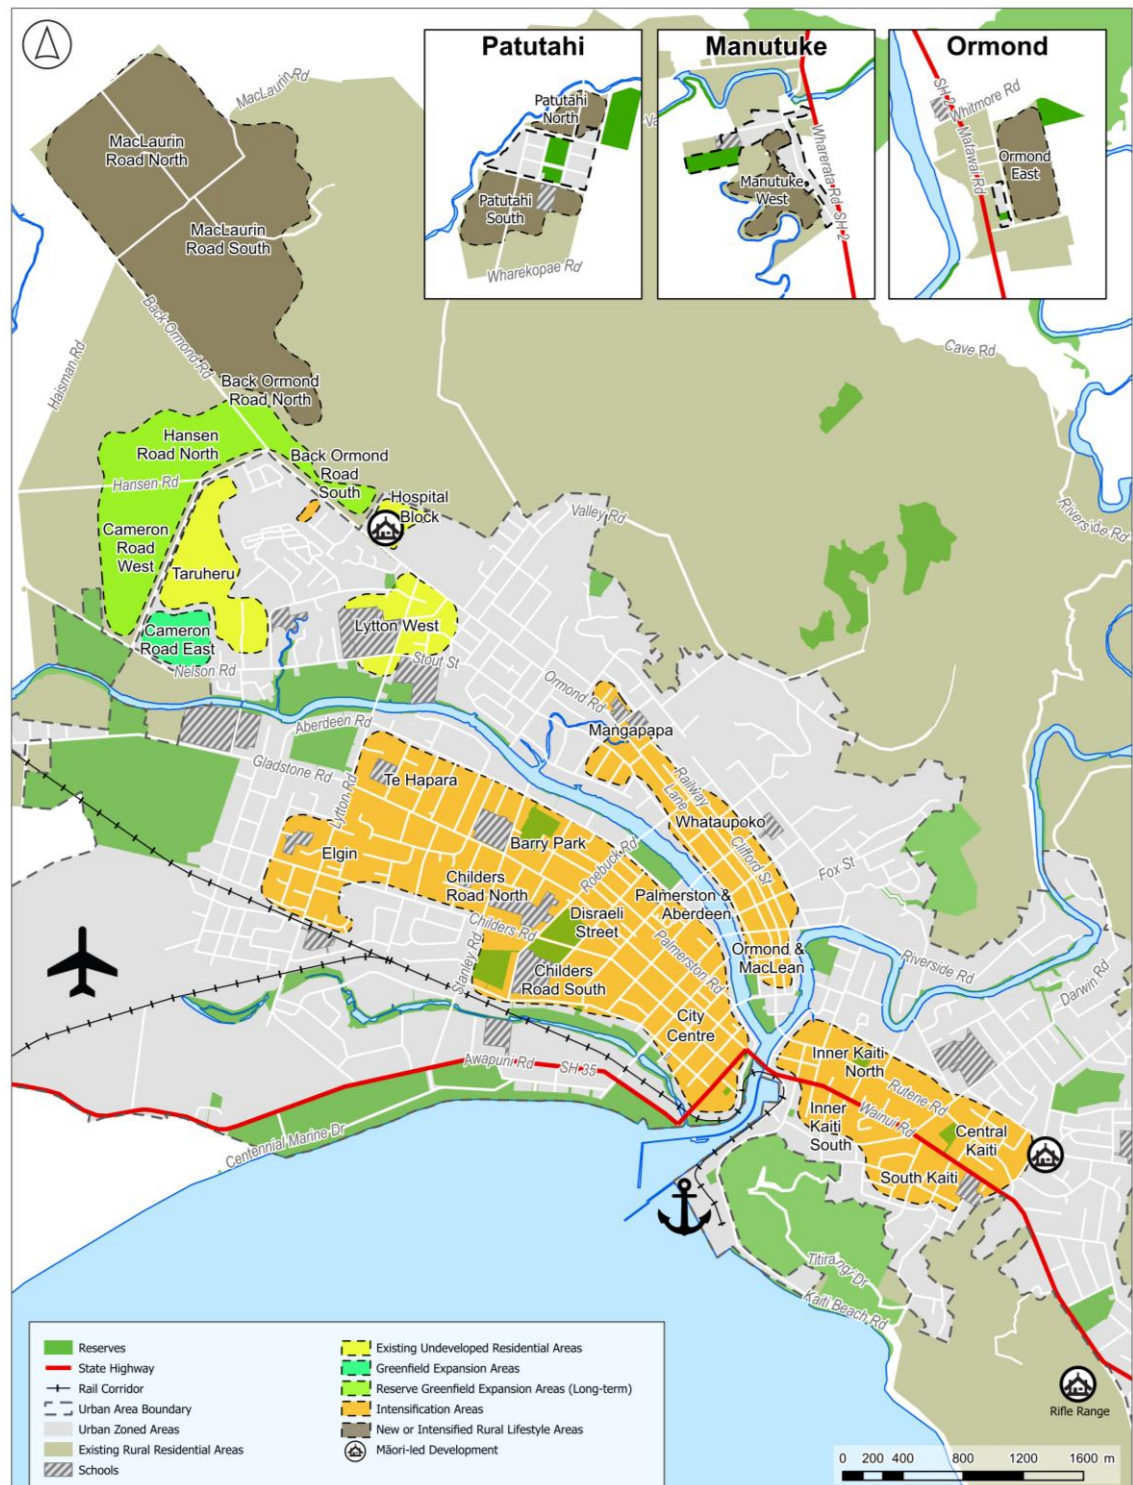 Patutahi
Manutuke
Ormond
Patutahi
North
Patutahi
South
Wharekopae Rd
Manutuke
West
Wharerata Rd
SH 2
SH 2
Whitmore Rd
Matawai Rd
Ormond
East
MacLaurin Rd
MacLaurin
Road North
MacLaurin
Road South
Back Ormond Rd
Haisman Rd
Cave Rd
Back Ormond
Road North
Hansen
Road North
Back Ormond
Road
South
Hansen Rd
Hospital
Block
Valley Rd
Riverside Rd
Cameron
Road
West
Taruheru
Lytton West
Cameron
Road East
Nelson Rd
Stout St
Ormond Rd
Aberdeen Rd
Mangapapa
Gladstone Rd
Te Hapara
Railway
Lane
Lytton Rd
Whataupoko
Elgin
Barry Park
Roebuck Rd
Clifford St
Fox St
Childers
Road North
Palmerston &
Aberdeen
Disraeli
Street
Childers Rd
Palmerston Rd
Ormond &
MacLean
Riverside Rd
Stanley Rd
Childers
Road South
Darwin Rd
City
Centre
Awapuni Rd
SH 35
Inner Kaiti
North
Rutene Rd
Wainui Rd
Inner
Kaiti
South
Central
Kaiti
Centennial Marine Dr
South Kaiti
Titirangi Dr
Kaiti Beach Rd
Rifle Range
Reserves
State Highway
Rail Corridor
Urban Area Boundary
Urban Zoned Areas
Existing Rural Residential Areas
Schools
Existing Undeveloped Residential Areas
Greenfield Expansion Areas
Reserve Greenfield Expansion Areas (Long-term)
Intensification Areas
New or Intensified Rural Lifestyle Areas
Māori-led Development
0 200 400 800 1200 1600 m